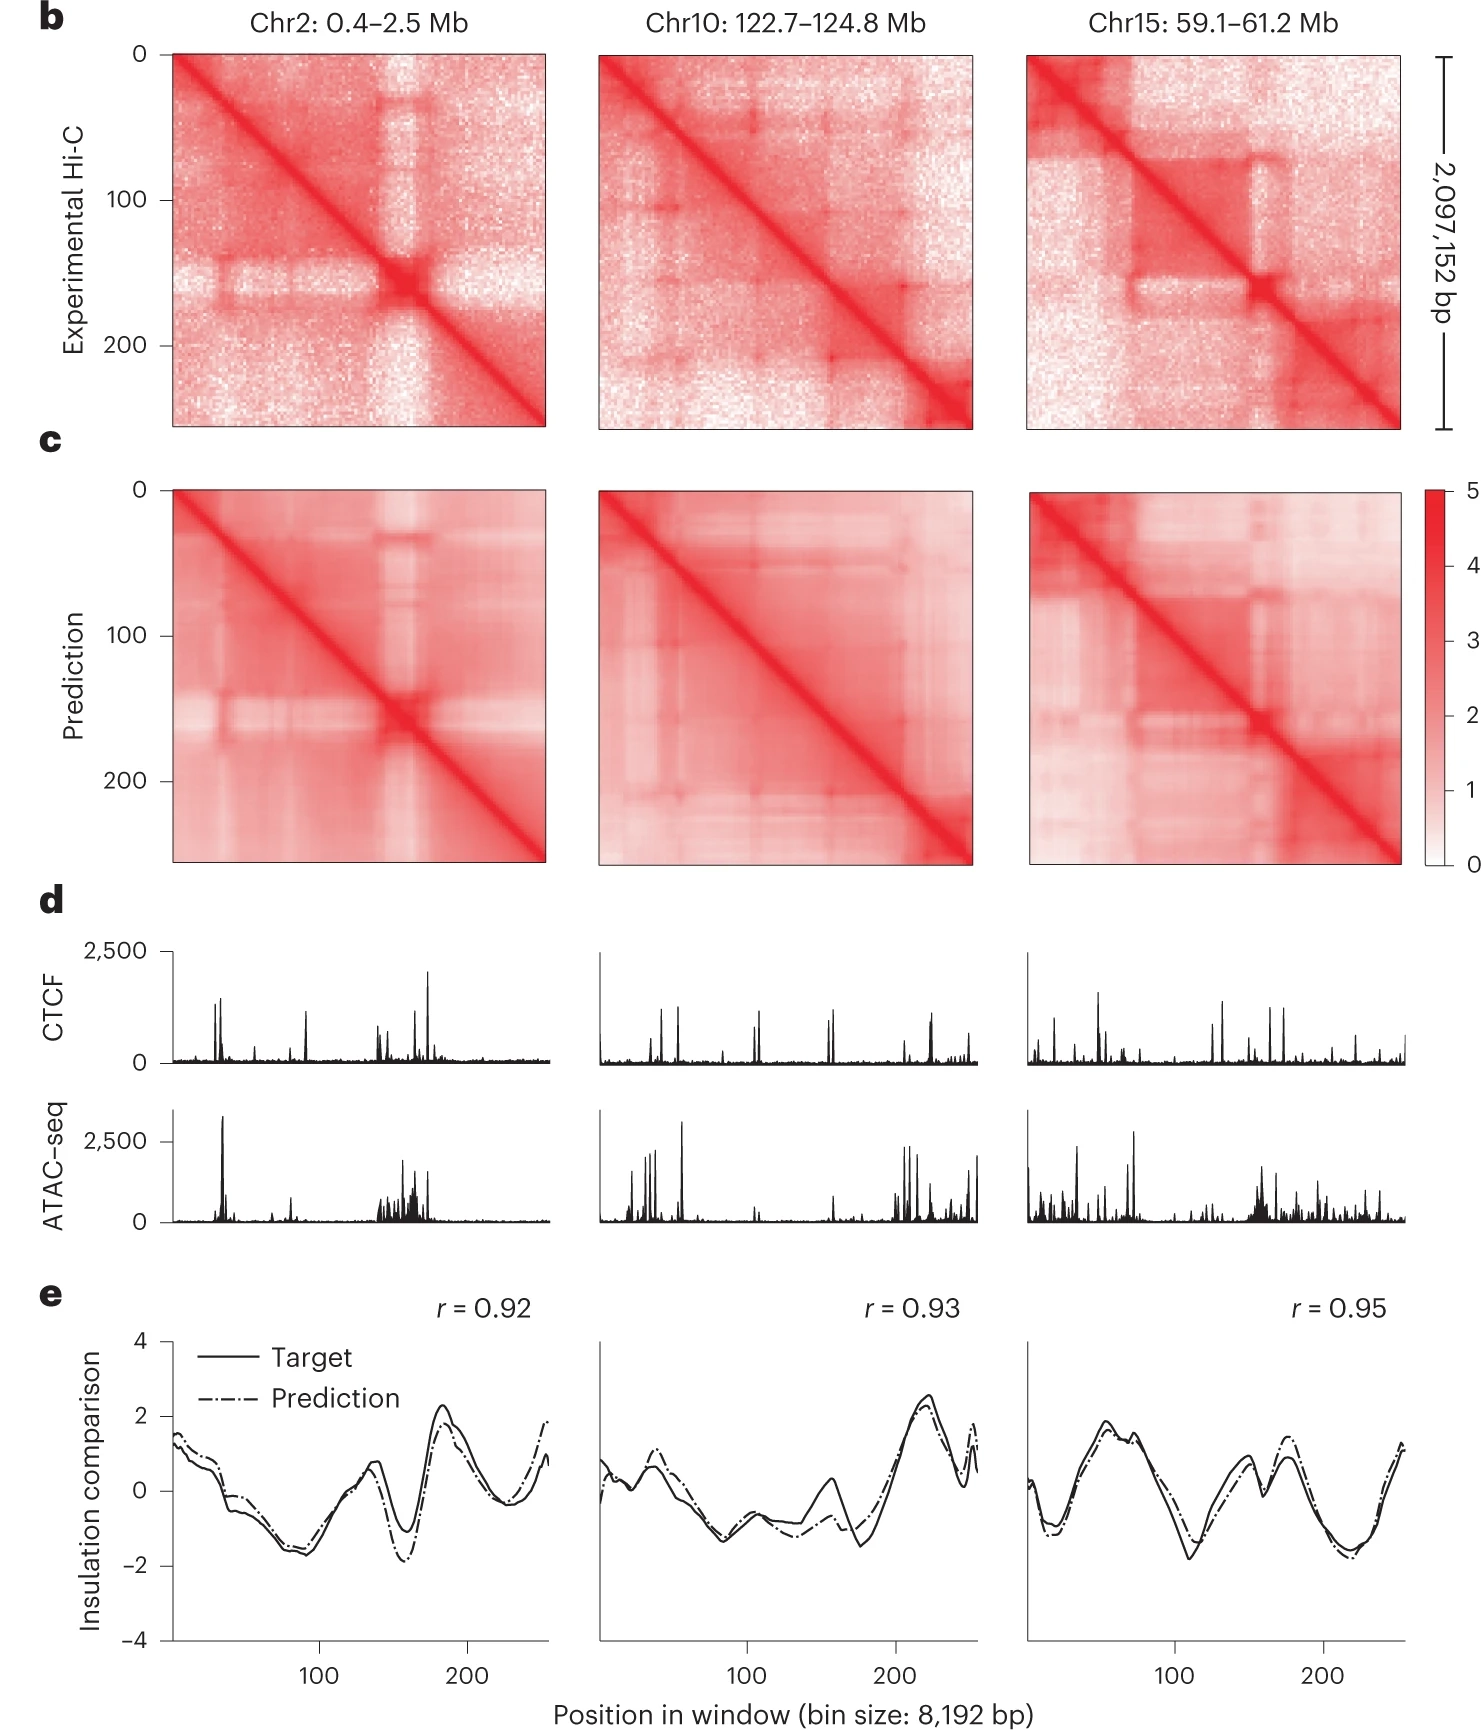 b
Chr2: 0.4–2.5 Mb
Chr10: 122.7–124.8 Mb
Chr15: 59.1–61.2 Mb
Experimental Hi-C
0
100
200
2,097,152 bp
c
Prediction
0
100
200
5
4
3
2
1
0
d
CTCF
2,500
0
ATAC–seq
2,500
0
e
r = 0.92
r = 0.93
r = 0.95
Insulation comparison
4
2
0
–2
–4
Target
Prediction
100
200
100
200
100
200
Position in window (bin size: 8,192 bp)